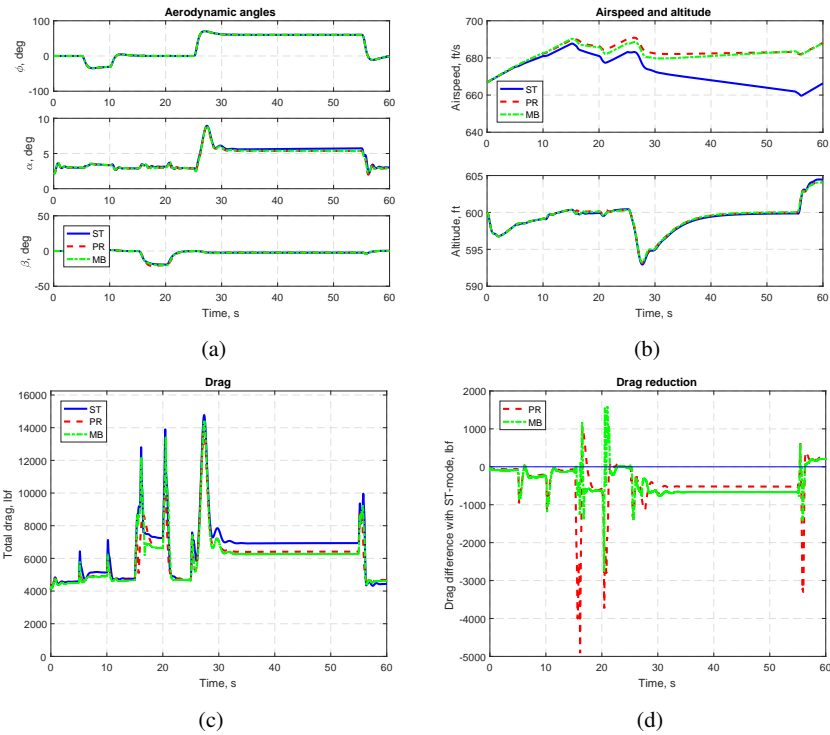 Aerodynamic angles
100
0
-100
0 10 20 30 40 50 60
ϕ, deg
10
5
0
0 10 20 30 40 50 60
α, deg
50
0
-50
0 10 20 30 40 50 60
β, deg
ST
PR
MB
Time, s
(a)
Airspeed and altitude
700
680
660
640
0 10 20 30 40 50 60
Airspeed, ft/s
ST
PR
MB
605
600
595
590
0 10 20 30 40 50 60
Altitude, ft
Time, s
(b)
Drag
16000
14000
12000
10000
8000
6000
4000
2000
0
0 10 20 30 40 50 60
Total drag, lbf
ST
PR
MB
Time, s
(c)
Drag reduction
2000
1000
0
-1000
-2000
-3000
-4000
-5000
0 10 20 30 40 50 60
Drag difference with ST-mode, lbf
PR
MB
Time, s
(d)